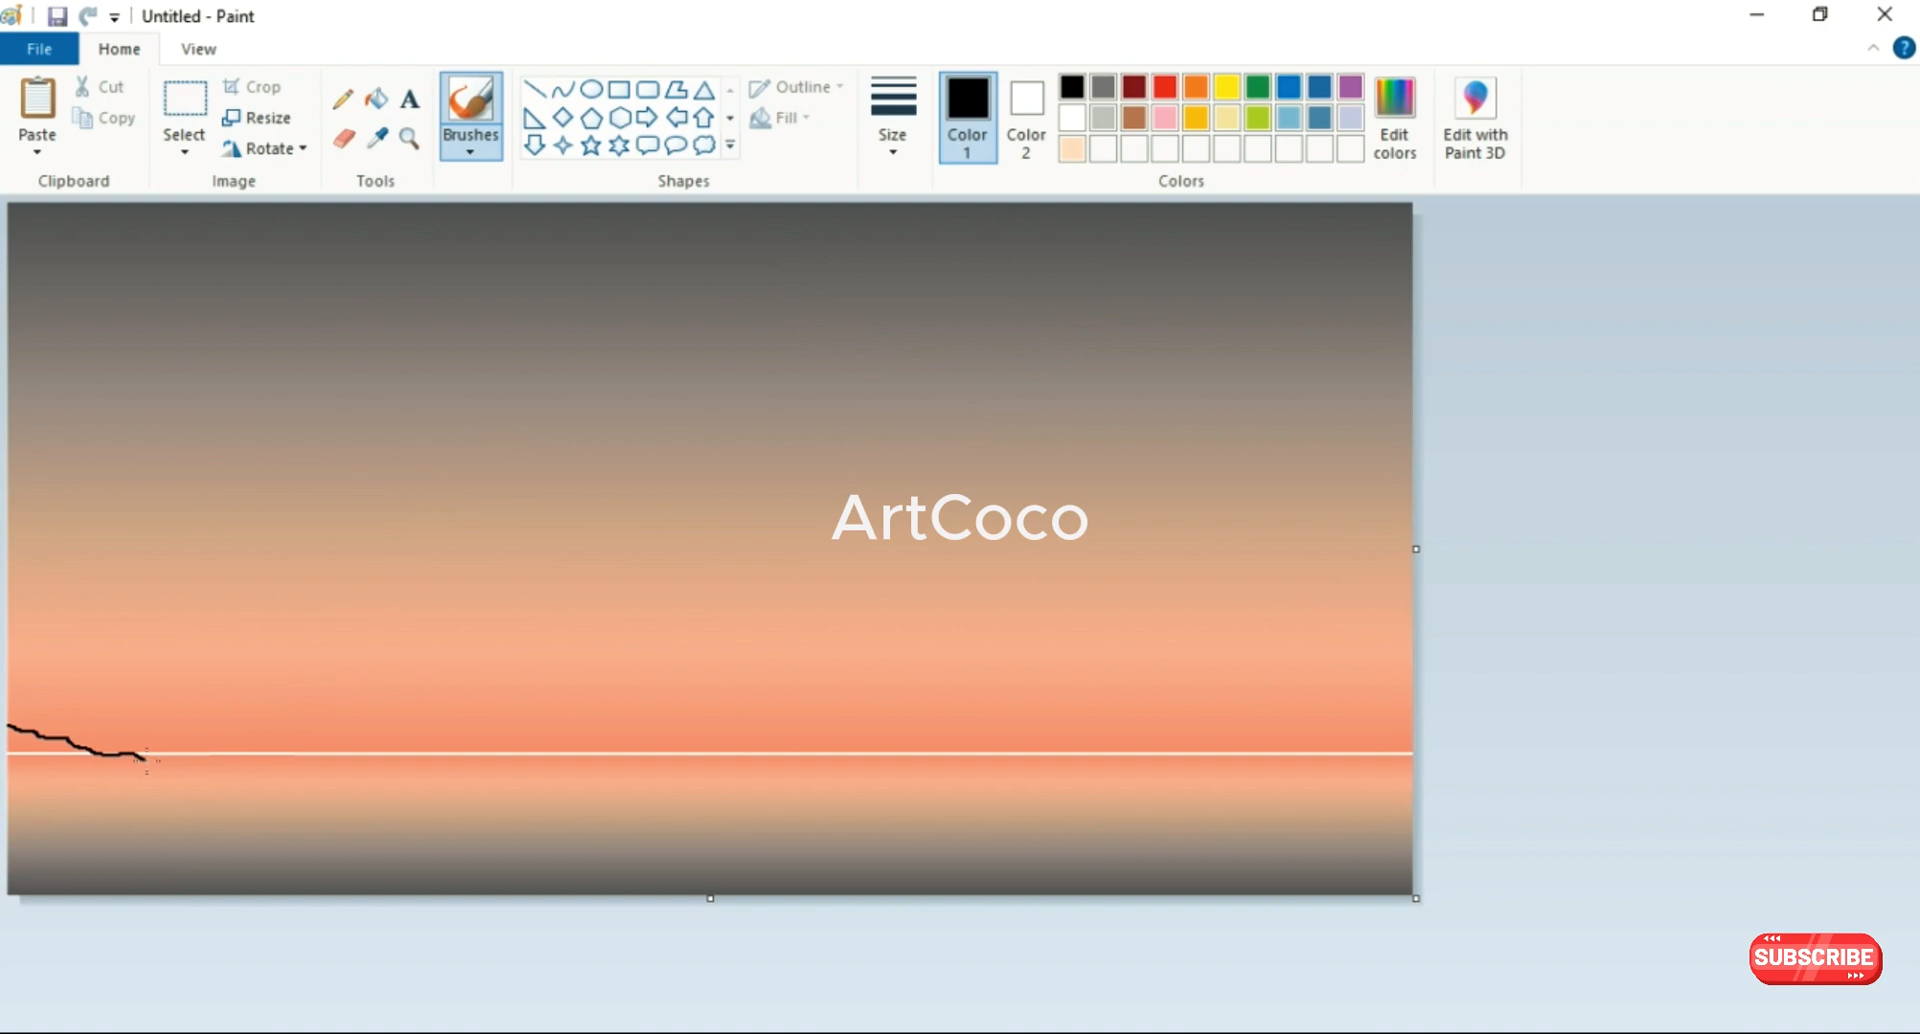 Untitled - Paint
File Home View
Paste Cut Copy Clipboard
Select Crop Resize Rotate Image
A
Tools
Brushes
Shapes
Outline
Fill
Size
Color 1
Color 2
Edit colors
Colors
Edit with Paint 3D
?
ArtCoco
SUBSCRIBE